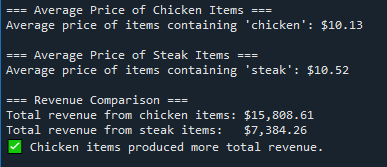 === Average Price of Chicken Items ===
Average price of items containing 'chicken': $10.13
=== Average Price of Steak Items ===
Average price of items containing 'steak': $10.52
=== Revenue Comparison ===
Total revenue from chicken items: $15,808.61
Total revenue from steak items:   $7,384.26
✅ Chicken items produced more total revenue.